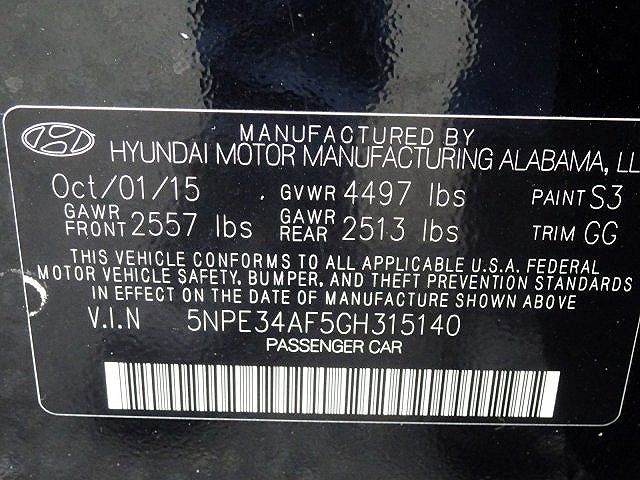 MANUFACTURED BY
HYUNDAI MOTOR MANUFACTURING ALABAMA, LL
Oct/01/15 GVWR 4497 lbs PAINT S3
GAWR FRONT 2557 lbs GAWR REAR 2513 lbs TRIM GG
THIS VEHICLE CONFORMS TO ALL APPLICABLE U.S.A. FEDERAL
MOTOR VEHICLE SAFETY, BUMPER, AND THEFT PREVENTION STANDARDS
IN EFFECT ON THE DATE OF MANUFACTURE SHOWN ABOVE
V.I.N 5NPE34AF5GH315140
PASSENGER CAR